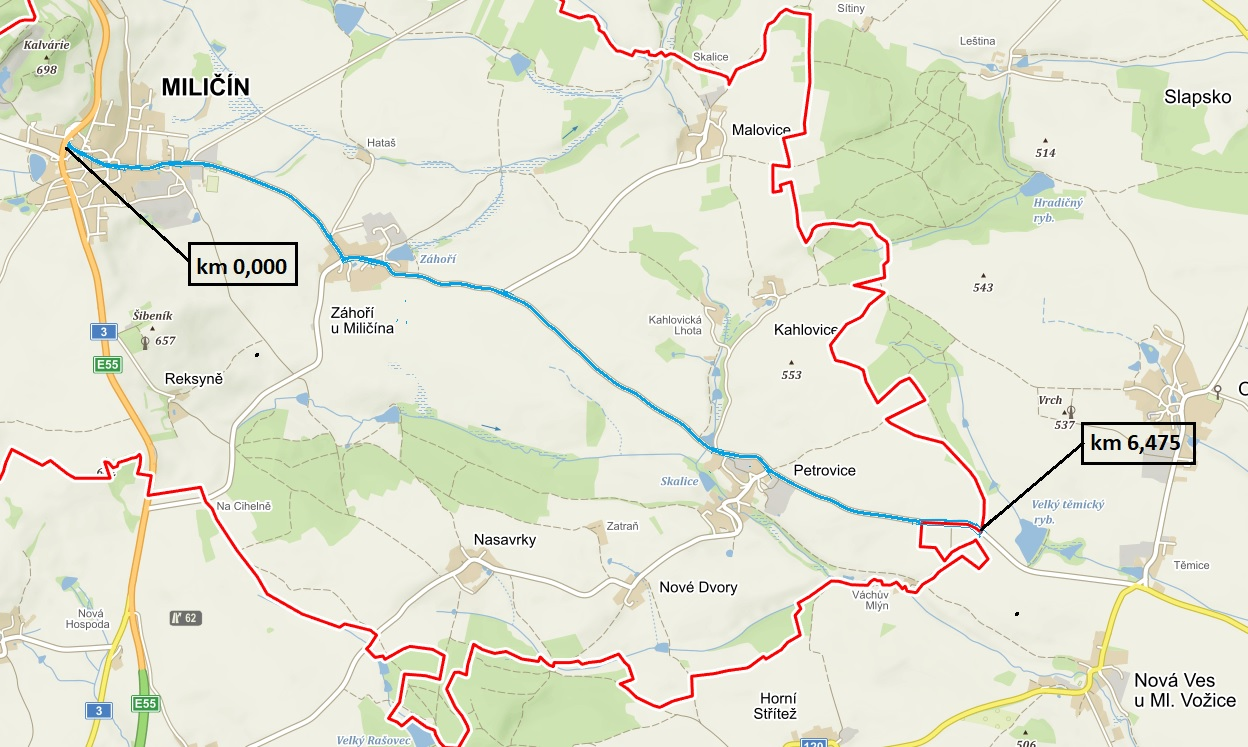 Sitiny
Kalvárie
698
Skalice
Leština
MILIČÍN
Slapsko
Malovice
Hataš
514
Hradičný
ryb.
km 0,000
Záhoří
543
Šibeník
657
Záhoří
u Miličína
Kahlovická
Lhota
Kahlovice
3
E55
Reksyně
553
Vrch
537
km 6,475
Petrovice
Skalice
Na Cihelně
Velký těmický
ryb.
Zatraň
Nasavrky
Těmice
Nové Dvory
Váchův
Mlýn
Nová
Hospoda
62
Nová Ves
u Ml. Vožice
Horní
Střítež
3
E55
Velký Rašovec
506